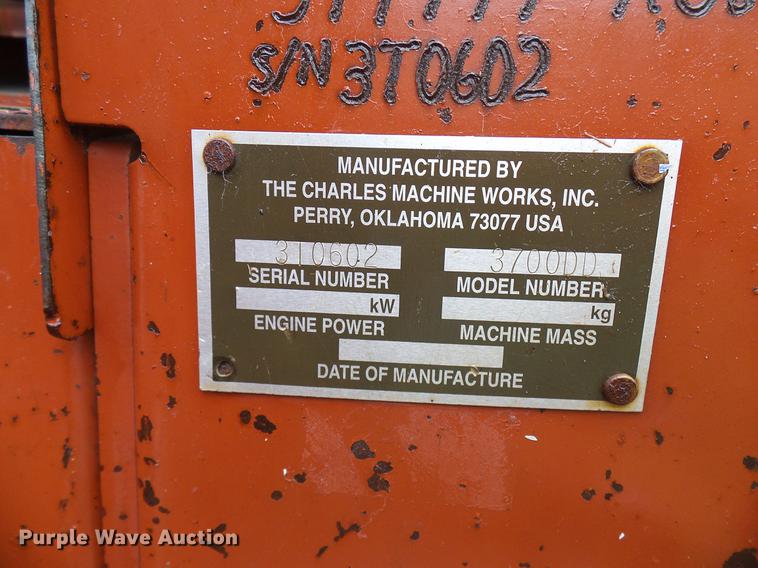 S/N 3T0602
MANUFACTURED BY
THE CHARLES MACHINE WORKS, INC.
PERRY, OKLAHOMA 73077 USA
3T0602 3700DD
SERIAL NUMBER MODEL NUMBER
kW kg
ENGINE POWER MACHINE MASS
DATE OF MANUFACTURE
Purple Wave Auction